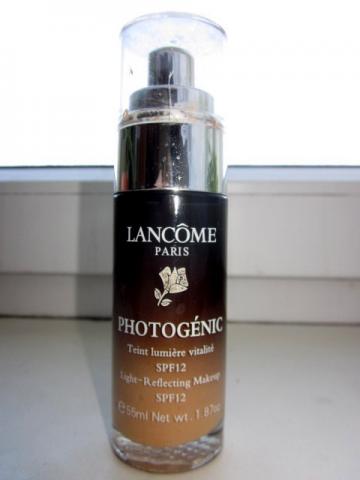 LANCÔME
PARIS
PHOTOGÉNIC
Teint lumière vitalité
SPF12
Light-Reflecting Makeup
SPF12
℮55ml Net wt. 1.87oz